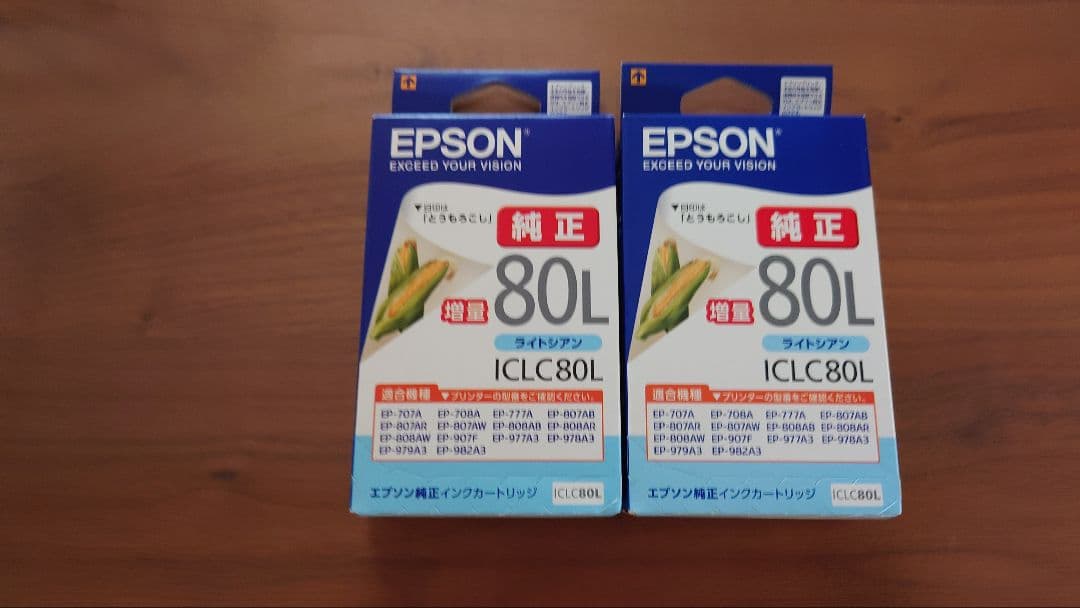 EPSON
EXCEED YOUR VISION
▼目印は
「とうもろこし」
純正
増量
80L
ライトシアン
ICLC80L
適合機種 ▼プリンターの型番をご確認ください。
EP-707A EP-708A EP-777A EP-807AB
EP-807AR EP-807AW EP-808AB EP-808AR
EP-808AW EP-907F EP-977A3 EP-978A3
EP-979A3 EP-982A3
エプソン純正インクカートリッジ ICLC80L
EPSON
EXCEED YOUR VISION
▼目印は
「とうもろこし」
純正
増量
80L
ライトシアン
ICLC80L
適合機種 ▼プリンターの型番をご確認ください。
EP-707A EP-708A EP-777A EP-807AB
EP-807AR EP-807AW EP-808AB EP-808AR
EP-808AW EP-907F EP-977A3 EP-978A3
EP-979A3 EP-982A3
エプソン純正インクカートリッジ ICLC80L